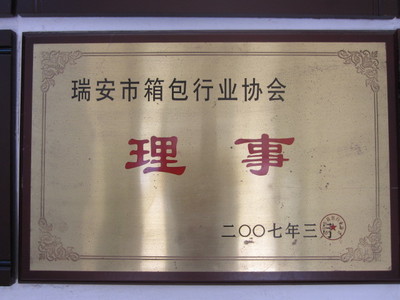 瑞安市箱包行业协会
理事
二〇〇七年三月